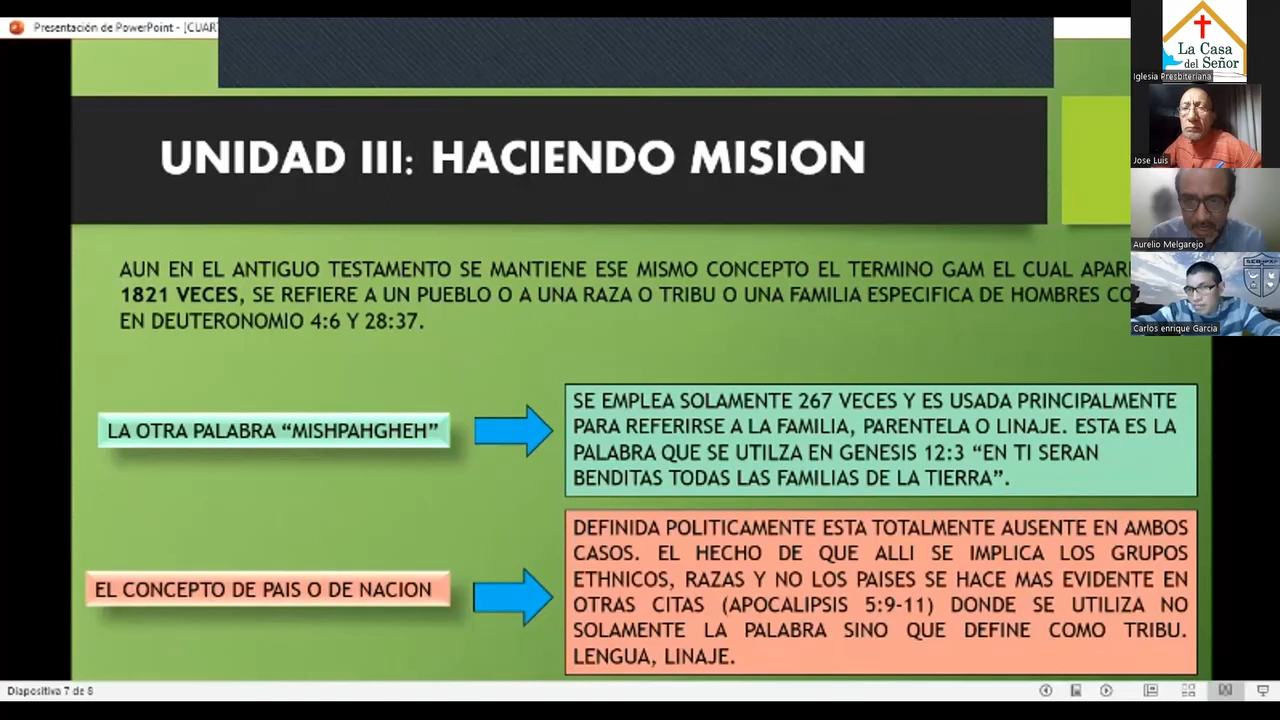 Presentación de PowerPoint - [CUAR
La Casa
del Señor
Iglesia Presbiteriana
Jose Luis
Aurelio Melgarejo
Carlos enrique Garcia
UNIDAD III: HACIENDO MISION
AUN EN EL ANTIGUO TESTAMENTO SE MANTIENE ESE MISMO CONCEPTO EL TERMINO GAM EL CUAL APARI
1821 VECES, SE REFIERE A UN PUEBLO O A UNA RAZA O TRIBU O UNA FAMILIA ESPECIFICA DE HOMBRES CO
EN DEUTERONOMIO 4:6 Y 28:37.
LA OTRA PALABRA “MISHPAHGHEH”
SE EMPLEA SOLAMENTE 267 VECES Y ES USADA PRINCIPALMENTE
PARA REFERIRSE A LA FAMILIA, PARENTELA O LINAJE. ESTA ES LA
PALABRA QUE SE UTILZA EN GENESIS 12:3 “EN TI SERAN
BENDITAS TODAS LAS FAMILIAS DE LA TIERRA”.
EL CONCEPTO DE PAIS O DE NACION
DEFINIDA POLITICAMENTE ESTA TOTALMENTE AUSENTE EN AMBOS
CASOS. EL HECHO DE QUE ALLI SE IMPLICA LOS GRUPOS
ETHNICOS, RAZAS Y NO LOS PAISES SE HACE MAS EVIDENTE EN
OTRAS CITAS (APOCALIPSIS 5:9-11) DONDE SE UTILIZA NO
SOLAMENTE LA PALABRA SINO QUE DEFINE COMO TRIBU.
LENGUA, LINAJE.
Diapositiva 7 de 8